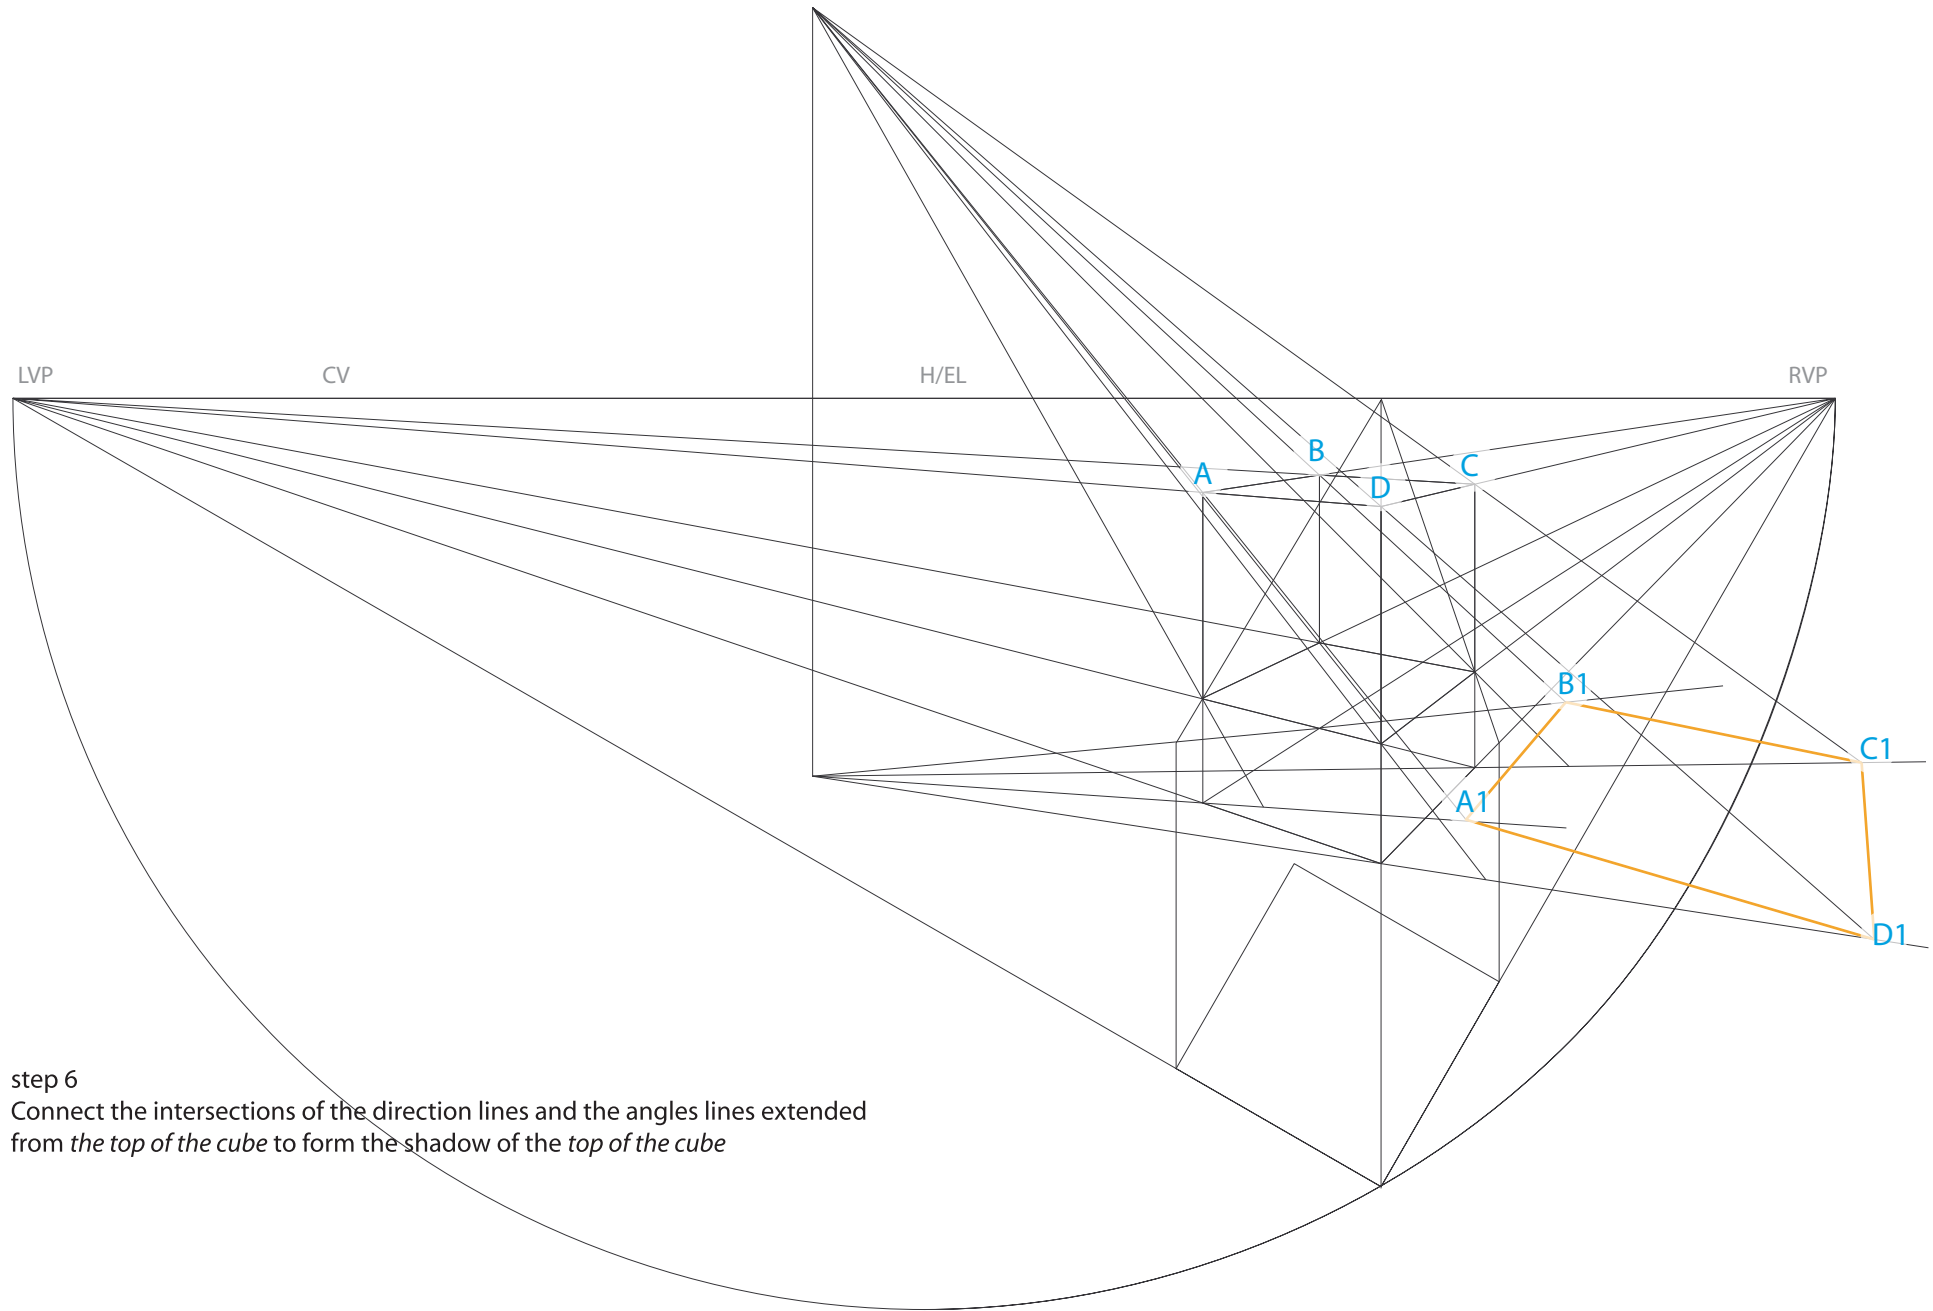 LVP
CV
H/EL
RVP
A
B
C
D
B1
C1
A1
D1
step 6
Connect the intersections of the direction lines and the angles lines extended
from the top of the cube to form the shadow of the top of the cube